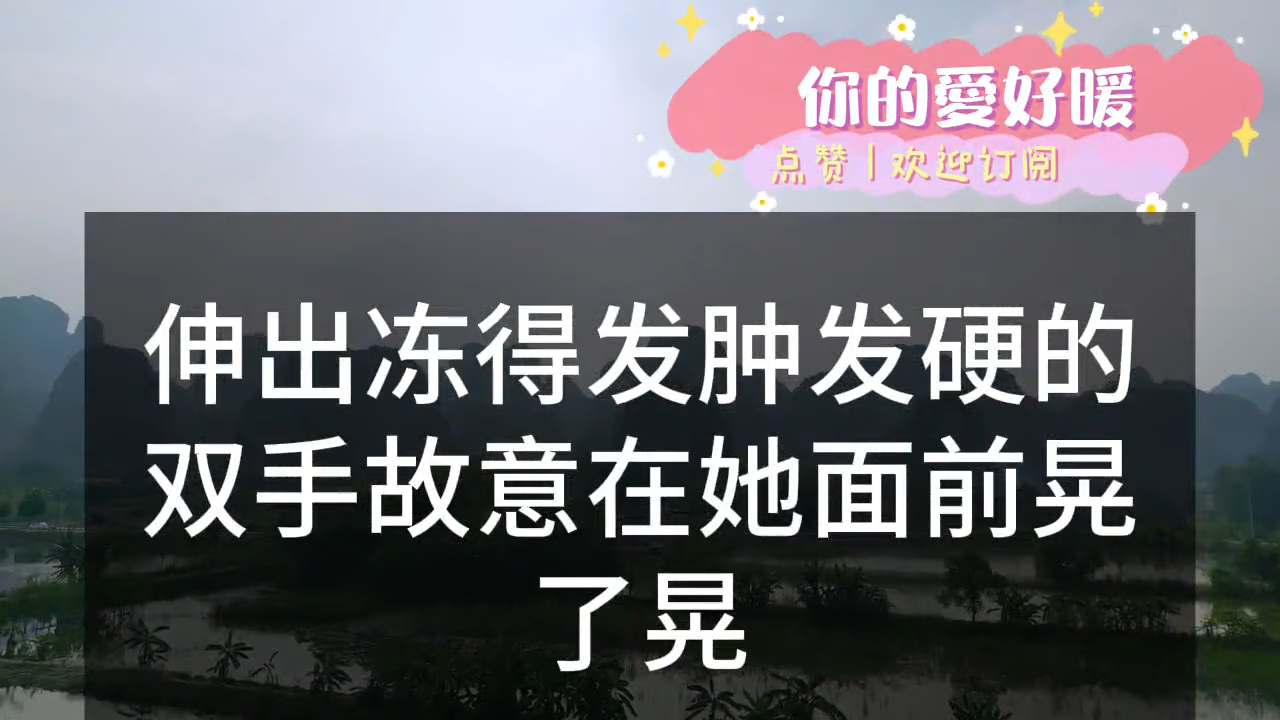 你的愛好暖
点赞｜欢迎订阅
伸出冻得发肿发硬的
双手故意在她面前晃
了晃